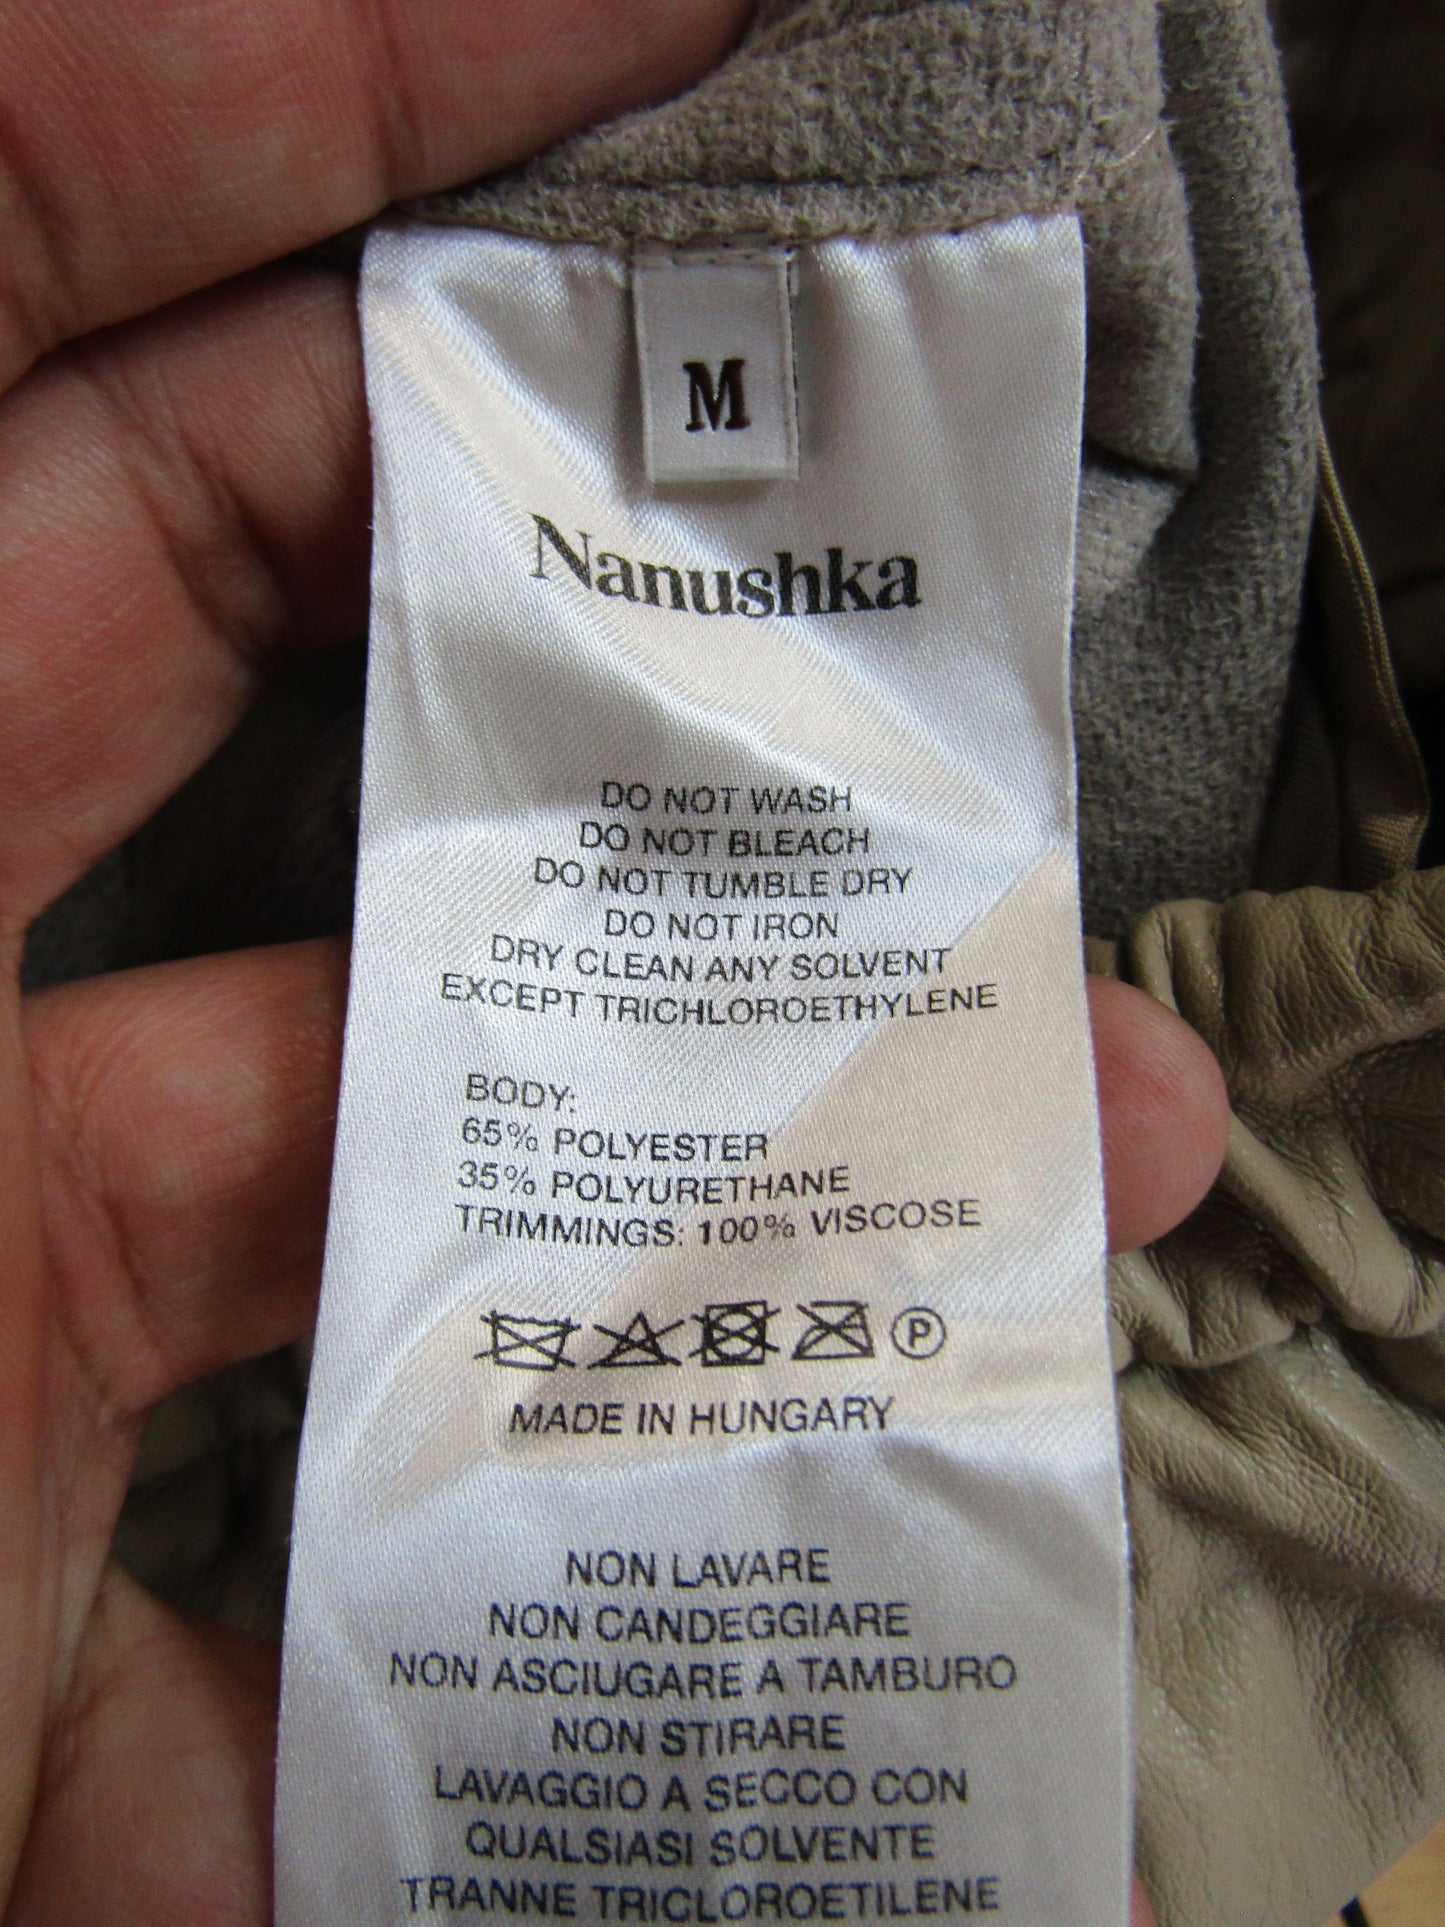 M
Nanushka
DO NOT WASH
DO NOT BLEACH
DO NOT TUMBLE DRY
DO NOT IRON
DRY CLEAN ANY SOLVENT
EXCEPT TRICHLOROETHYLENE
BODY:
65% POLYESTER
35% POLYURETHANE
TRIMMINGS: 100% VISCOSE
P
MADE IN HUNGARY
NON LAVARE
NON CANDEGGIARE
NON ASCIUGARE A TAMBURO
NON STIRARE
LAVAGGIO A SECCO CON
QUALSIASI SOLVENTE
TRANNE TRICLOROETILENE